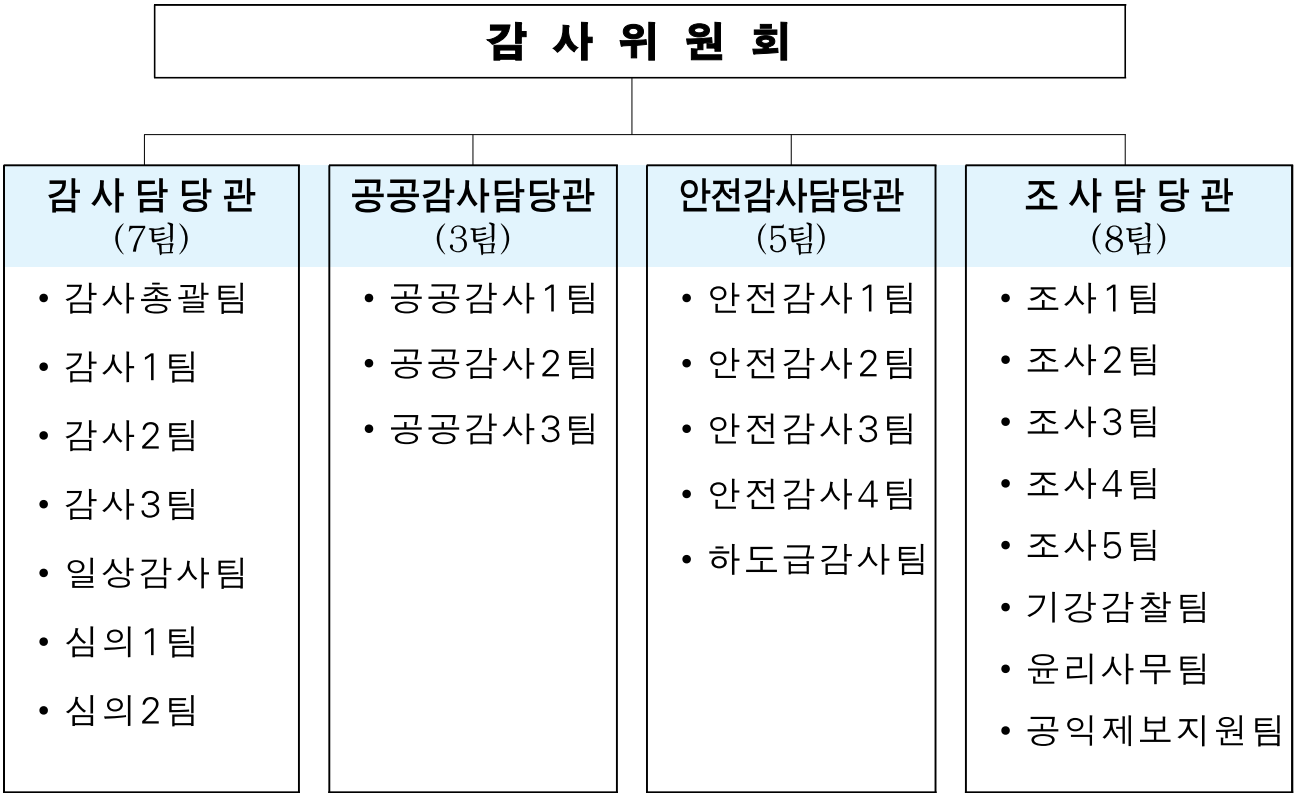 감 사 위 원 회
감 사 담 당 관
(7팀)
• 감사총괄팀
• 감사1팀
• 감사2팀
• 감사3팀
• 일상감사팀
• 심의1팀
• 심의2팀
공공감사담당관
(3팀)
• 공공감사1팀
• 공공감사2팀
• 공공감사3팀
안전감사담당관
(5팀)
• 안전감사1팀
• 안전감사2팀
• 안전감사3팀
• 안전감사4팀
• 하도급감사팀
조 사 담 당 관
(8팀)
• 조사1팀
• 조사2팀
• 조사3팀
• 조사4팀
• 조사5팀
• 기강감찰팀
• 윤리사무팀
• 공익제보지원팀